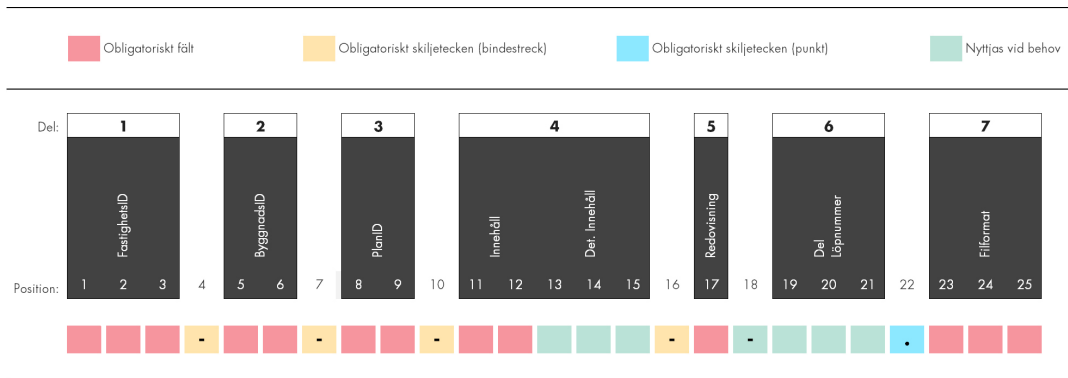 Obligatoriskt fält Obligatoriskt skiljetecken (bindestreck) Obligatoriskt skiljetecken (punkt) Nyttjas vid behov
Del: 1 2 3 4 5 6 7
FastighetsID
ByggnadsID
PlanID
Innehåll
Det. Innehåll
Redovisning
Del
Löpnummer
Filformat
Position: 1 2 3 4 5 6 7 8 9 10 11 12 13 14 15 16 17 18 19 20 21 22 23 24 25
- - - - - .